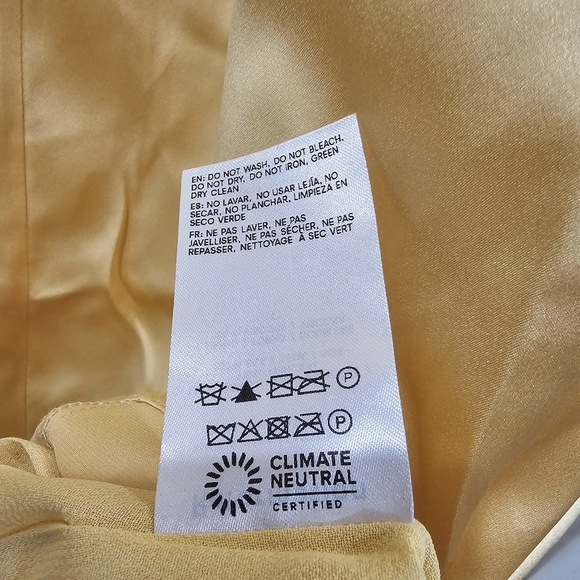 EN: DO NOT WASH, DO NOT BLEACH,
DO NOT DRY, DO NOT IRON, GREEN
DRY CLEAN
ES: NO LAVAR, NO USAR LEJÍA, NO
SECAR, NO PLANCHAR, LIMPIEZA EN
SECO VERDE
FR: NE PAS LAVER, NE PAS
JAVELLISER, NE PAS SÉCHER, NE PAS
REPASSER, NETTOYAGE À SEC VERT
P
P
CLIMATE
NEUTRAL
CERTIFIED